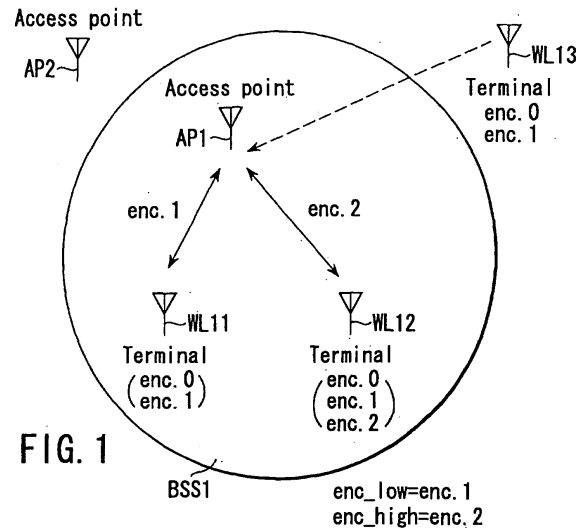 Access point
AP2
Access point
AP1
WL13
Terminal
enc.0
enc.1
enc.1
enc.2
WL11
Terminal
(enc.0
enc.1)
WL12
Terminal
(enc.0
enc.1
enc.2)
FIG. 1
BSS1
enc_low=enc.1
enc_high=enc.2